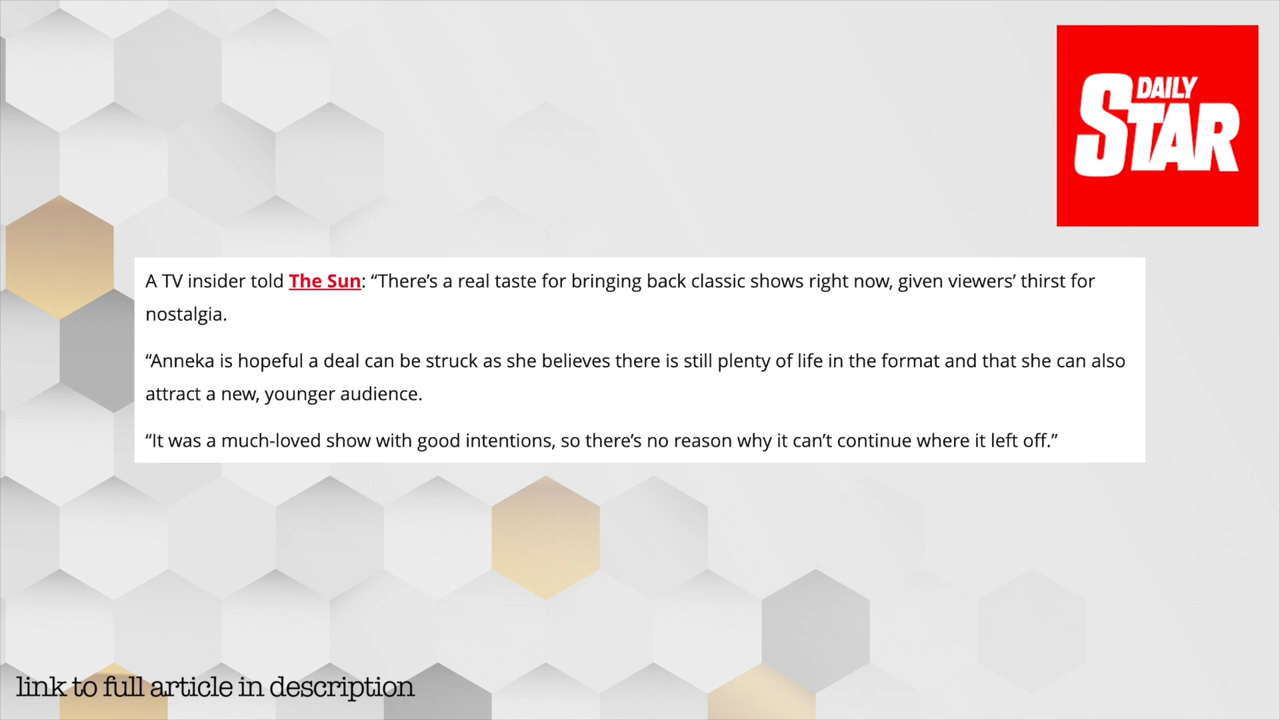 DAILY
STAR
A TV insider told The Sun: “There’s a real taste for bringing back classic shows right now, given viewers’ thirst for
nostalgia.
“Anneka is hopeful a deal can be struck as she believes there is still plenty of life in the format and that she can also
attract a new, younger audience.
“It was a much-loved show with good intentions, so there’s no reason why it can’t continue where it left off.”
link to full article in description